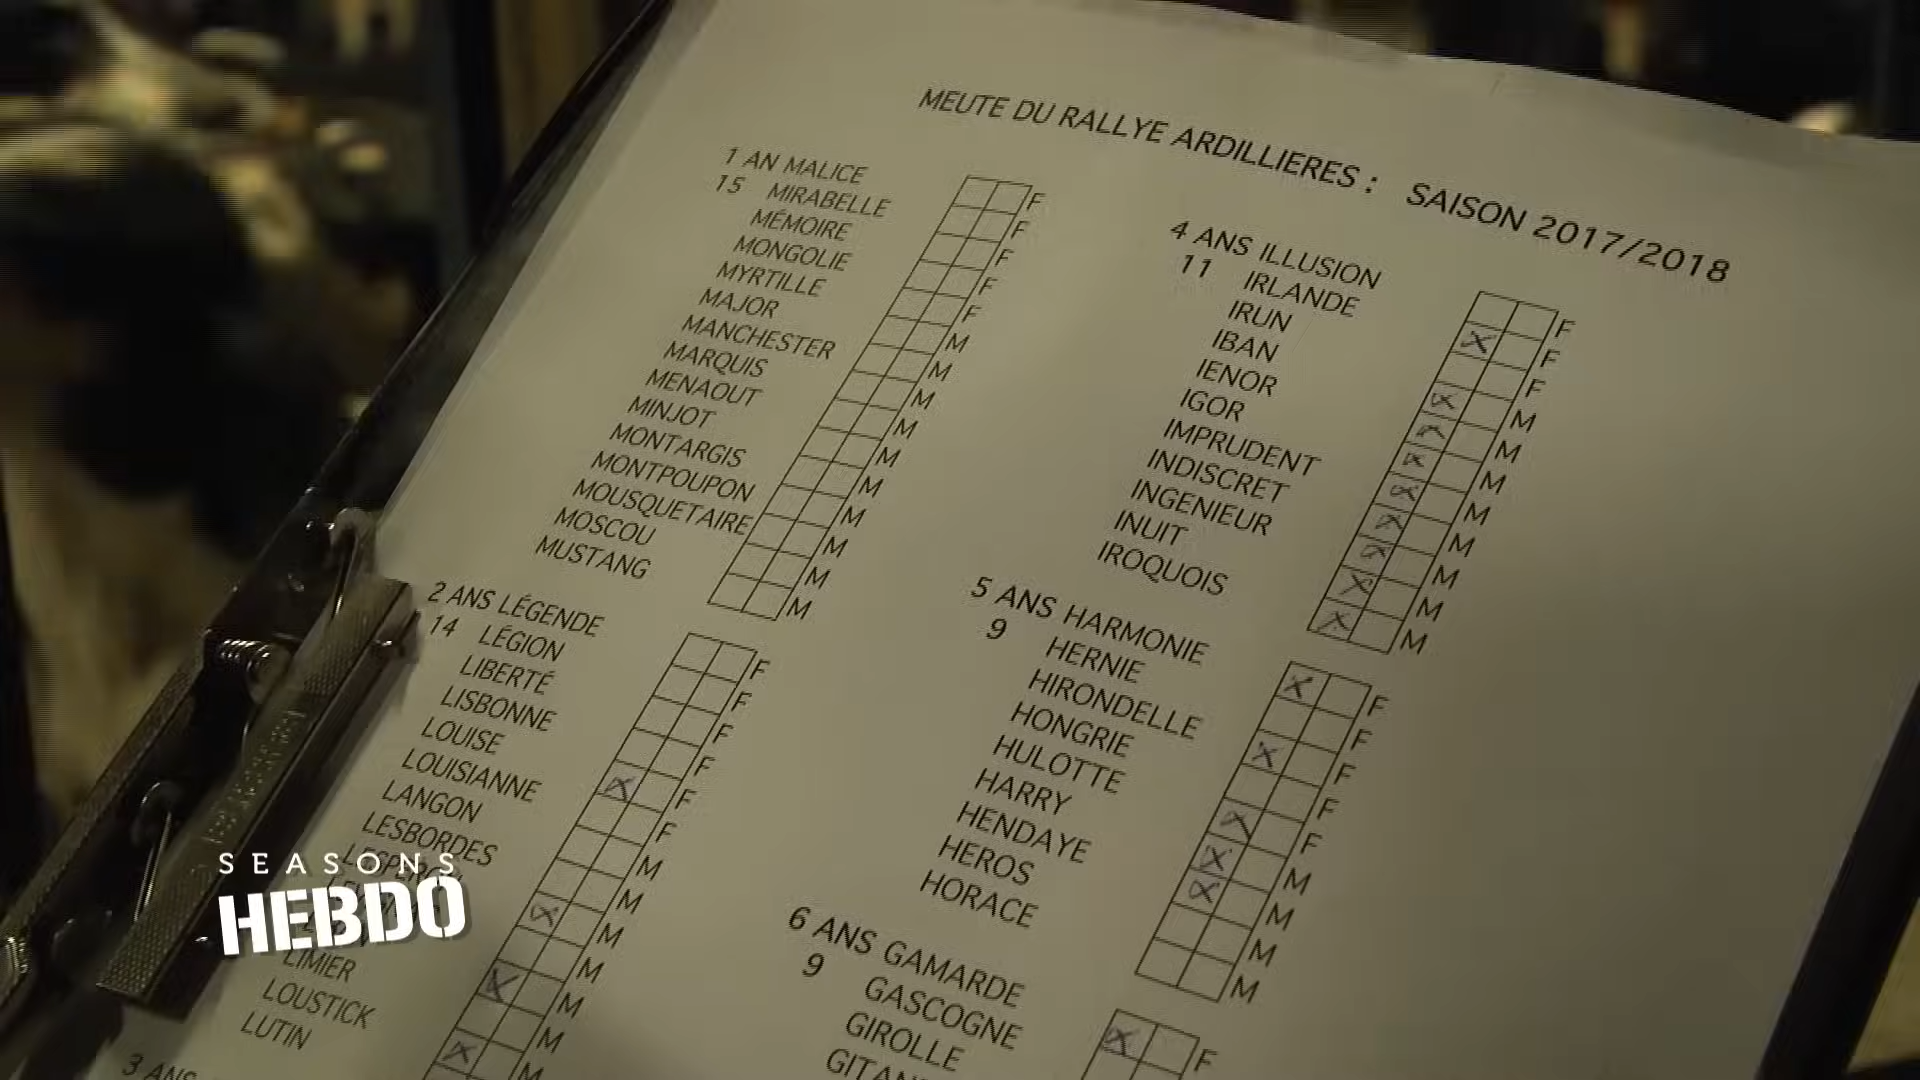 MEUTE DU RALLYE ARDILLIERES : SAISON 2017/2018
1 AN MALICE F
15 MIRABELLE F
MÉMOIRE F
MONGOLIE F
MYRTILLE F
MAJOR M
MANCHESTER M
MARQUIS M
MENAOUT M
MINJOT M
MONTARGIS M
MONTPOUPON M
MOUSQUETAIRE M
MOSCOU M
MUSTANG M
2 ANS LÉGENDE F
14 LÉGION F
LIBERTÉ F
LISBONNE F
LOUISE F
LOUISIANNE F
LANGON M
LESBORDES M
M
M
M
LIMIER M
LOUSTICK M
LUTIN
3 ANS
4 ANS ILLUSION F
11 IRLANDE F
IRUN F
IBAN M
IENOR M
IGOR M
IMPRUDENT M
INDISCRET M
INGENIEUR M
INUIT M
IROQUOIS M
5 ANS HARMONIE F
9 HERNIE F
HIRONDELLE F
HONGRIE F
HULOTTE F
HARRY M
HENDAYE M
HEROS M
HORACE M
6 ANS GAMARDE F
9 GASCOGNE
GIROLLE
SEASONS
HEBDO